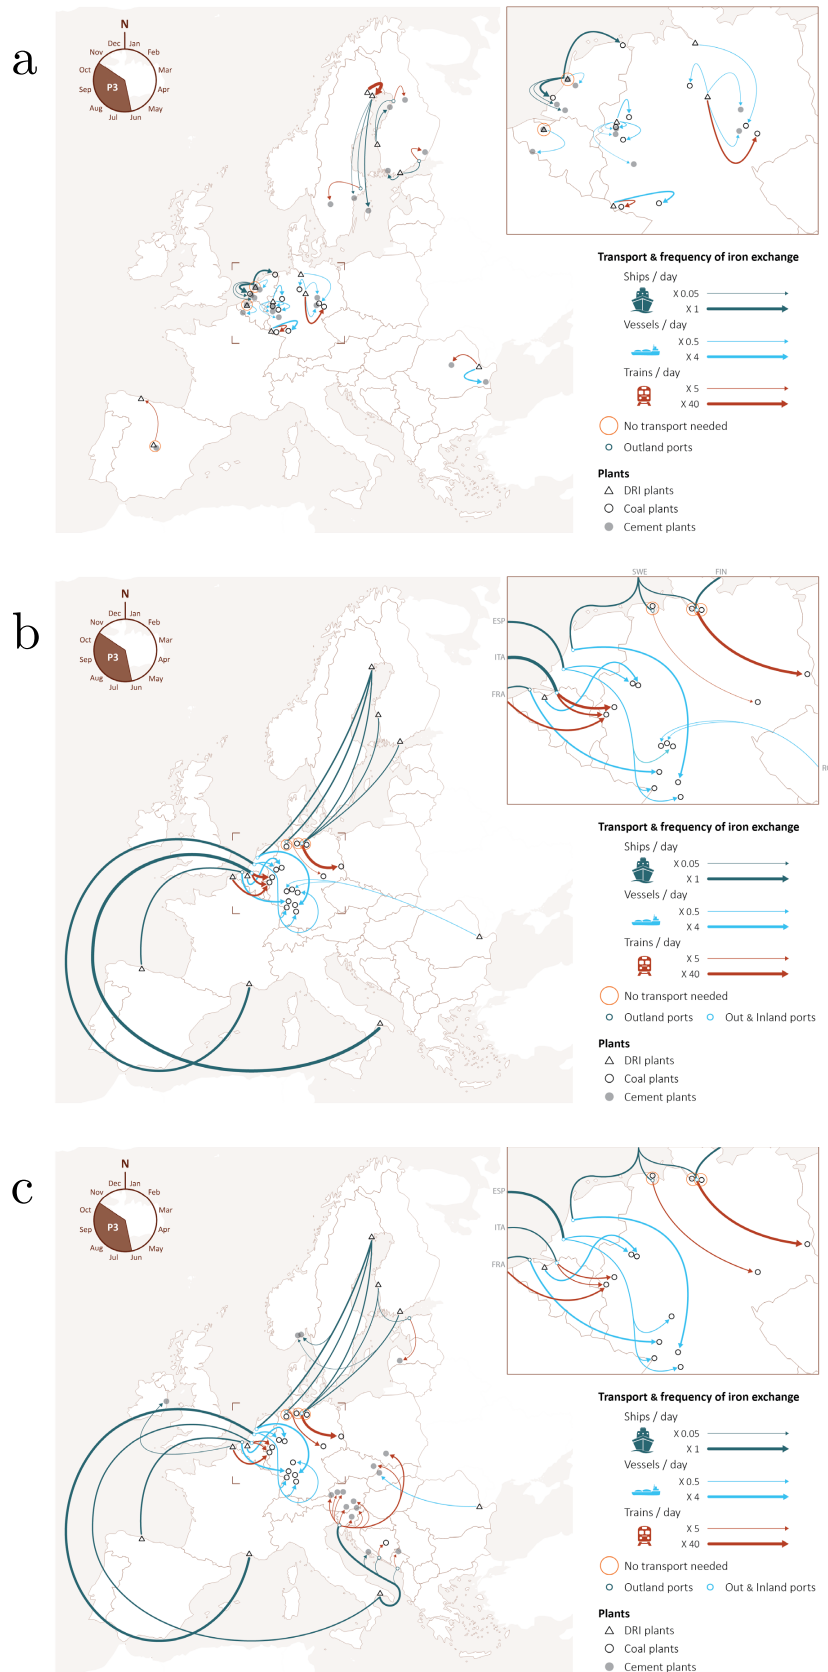 a
N
Dec Jan
Nov Feb
Oct Mar
Sep P3 Apr
Aug May
Jul Jun
Transport & frequency of iron exchange
Ships / day
X 0.05
X 1
Vessels / day
X 0.5
X 4
Trains / day
X 5
X 40
No transport needed
Outland ports
Plants
DRI plants
Coal plants
Cement plants
b
N
Dec Jan
Nov Feb
Oct Mar
Sep P3 Apr
Aug May
Jul Jun
SWE FIN
ESP
ITA
FRA
Transport & frequency of iron exchange
Ships / day
X 0.05
X 1
Vessels / day
X 0.5
X 4
Trains / day
X 5
X 40
No transport needed
Outland ports Out & Inland ports
Plants
DRI plants
Coal plants
Cement plants
c
N
Dec Jan
Nov Feb
Oct Mar
Sep P3 Apr
Aug May
Jul Jun
ESP
ITA
FRA
Transport & frequency of iron exchange
Ships / day
X 0.05
X 1
Vessels / day
X 0.5
X 4
Trains / day
X 5
X 40
No transport needed
Outland ports Out & Inland ports
Plants
DRI plants
Coal plants
Cement plants